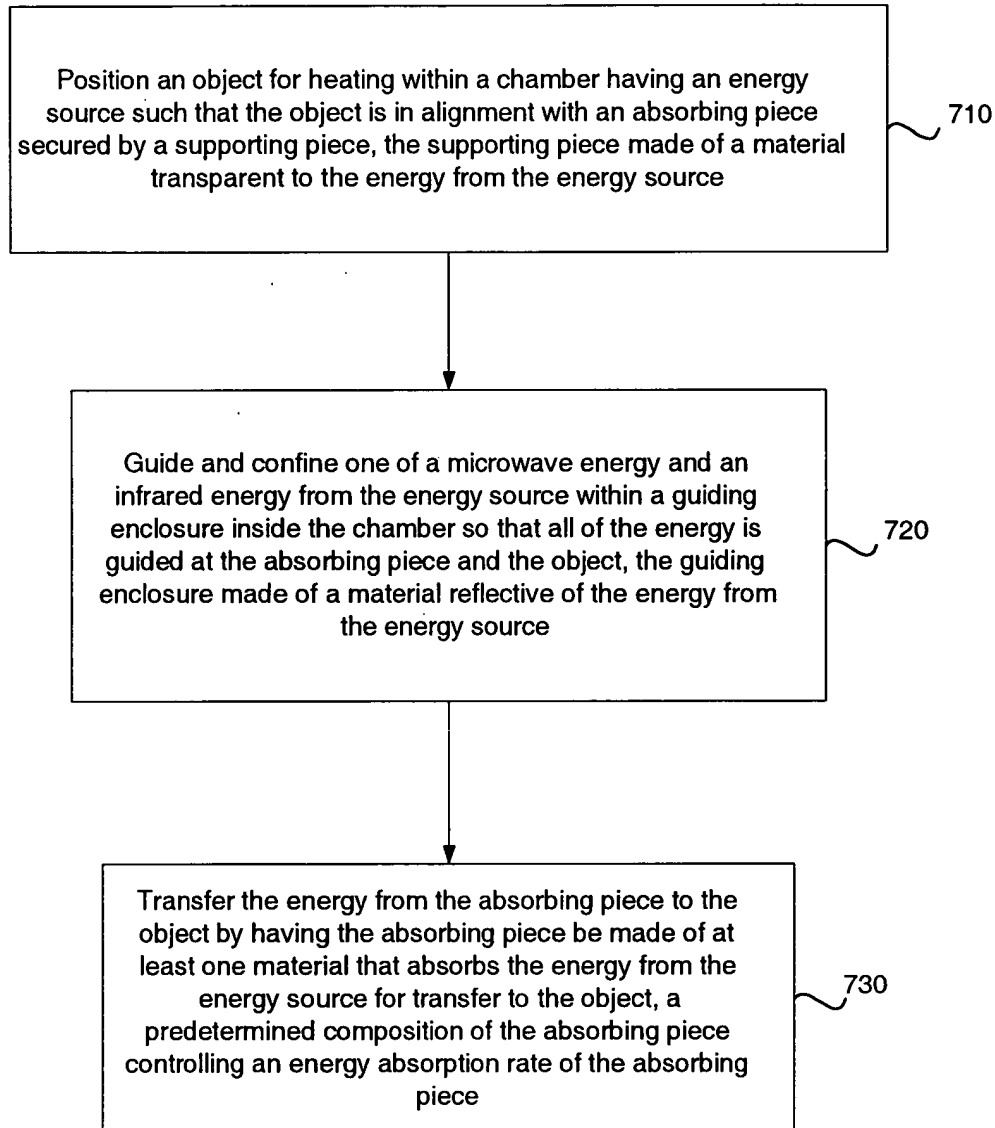 Position an object for heating within a chamber having an energy
source such that the object is in alignment with an absorbing piece
secured by a supporting piece, the supporting piece made of a material
transparent to the energy from the energy source
710
Guide and confine one of a microwave energy and an
infrared energy from the energy source within a guiding
enclosure inside the chamber so that all of the energy is
guided at the absorbing piece and the object, the guiding
enclosure made of a material reflective of the energy from
the energy source
720
Transfer the energy from the absorbing piece to the
object by having the absorbing piece be made of at
least one material that absorbs the energy from the
energy source for transfer to the object, a
predetermined composition of the absorbing piece
controlling an energy absorption rate of the absorbing
piece
730